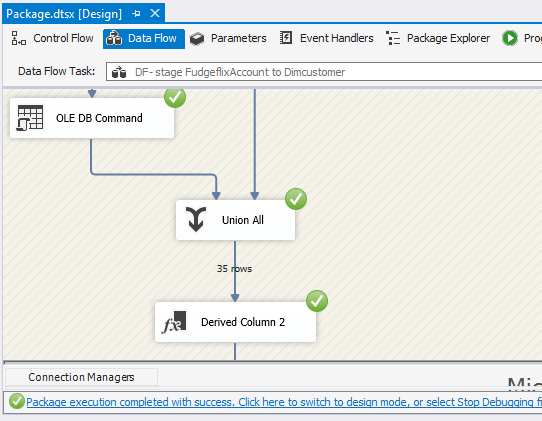 Package.dtsx [Design]
Control Flow Data Flow Parameters Event Handlers Package Explorer
Data Flow Task: DF- stage FudgeflixAccount to Dimcustomer
OLE DB Command
Union All
35 rows
fx Derived Column 2
Connection Managers
Package execution completed with success. Click here to switch to design mode, or select Stop Debugging